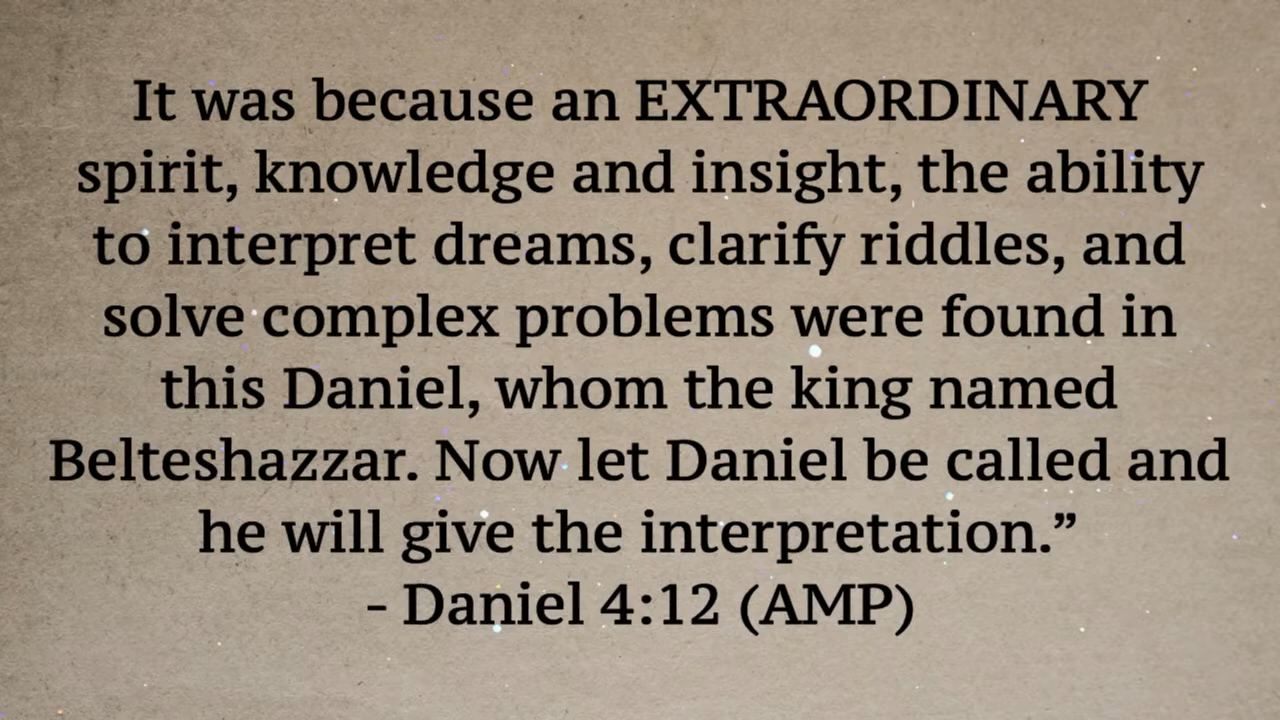 It was because an EXTRAORDINARY
spirit, knowledge and insight, the ability
to interpret dreams, clarify riddles, and
solve complex problems were found in
this Daniel, whom the king named
Belteshazzar. Now let Daniel be called and
he will give the interpretation.”
- Daniel 4:12 (AMP)